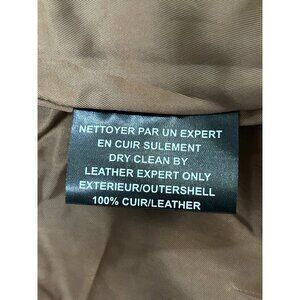 NETTOYER PAR UN EXPERT
EN CUIR SULEMENT
DRY CLEAN BY
LEATHER EXPERT ONLY
EXTERIEUR/OUTERSHELL
100% CUIR/LEATHER